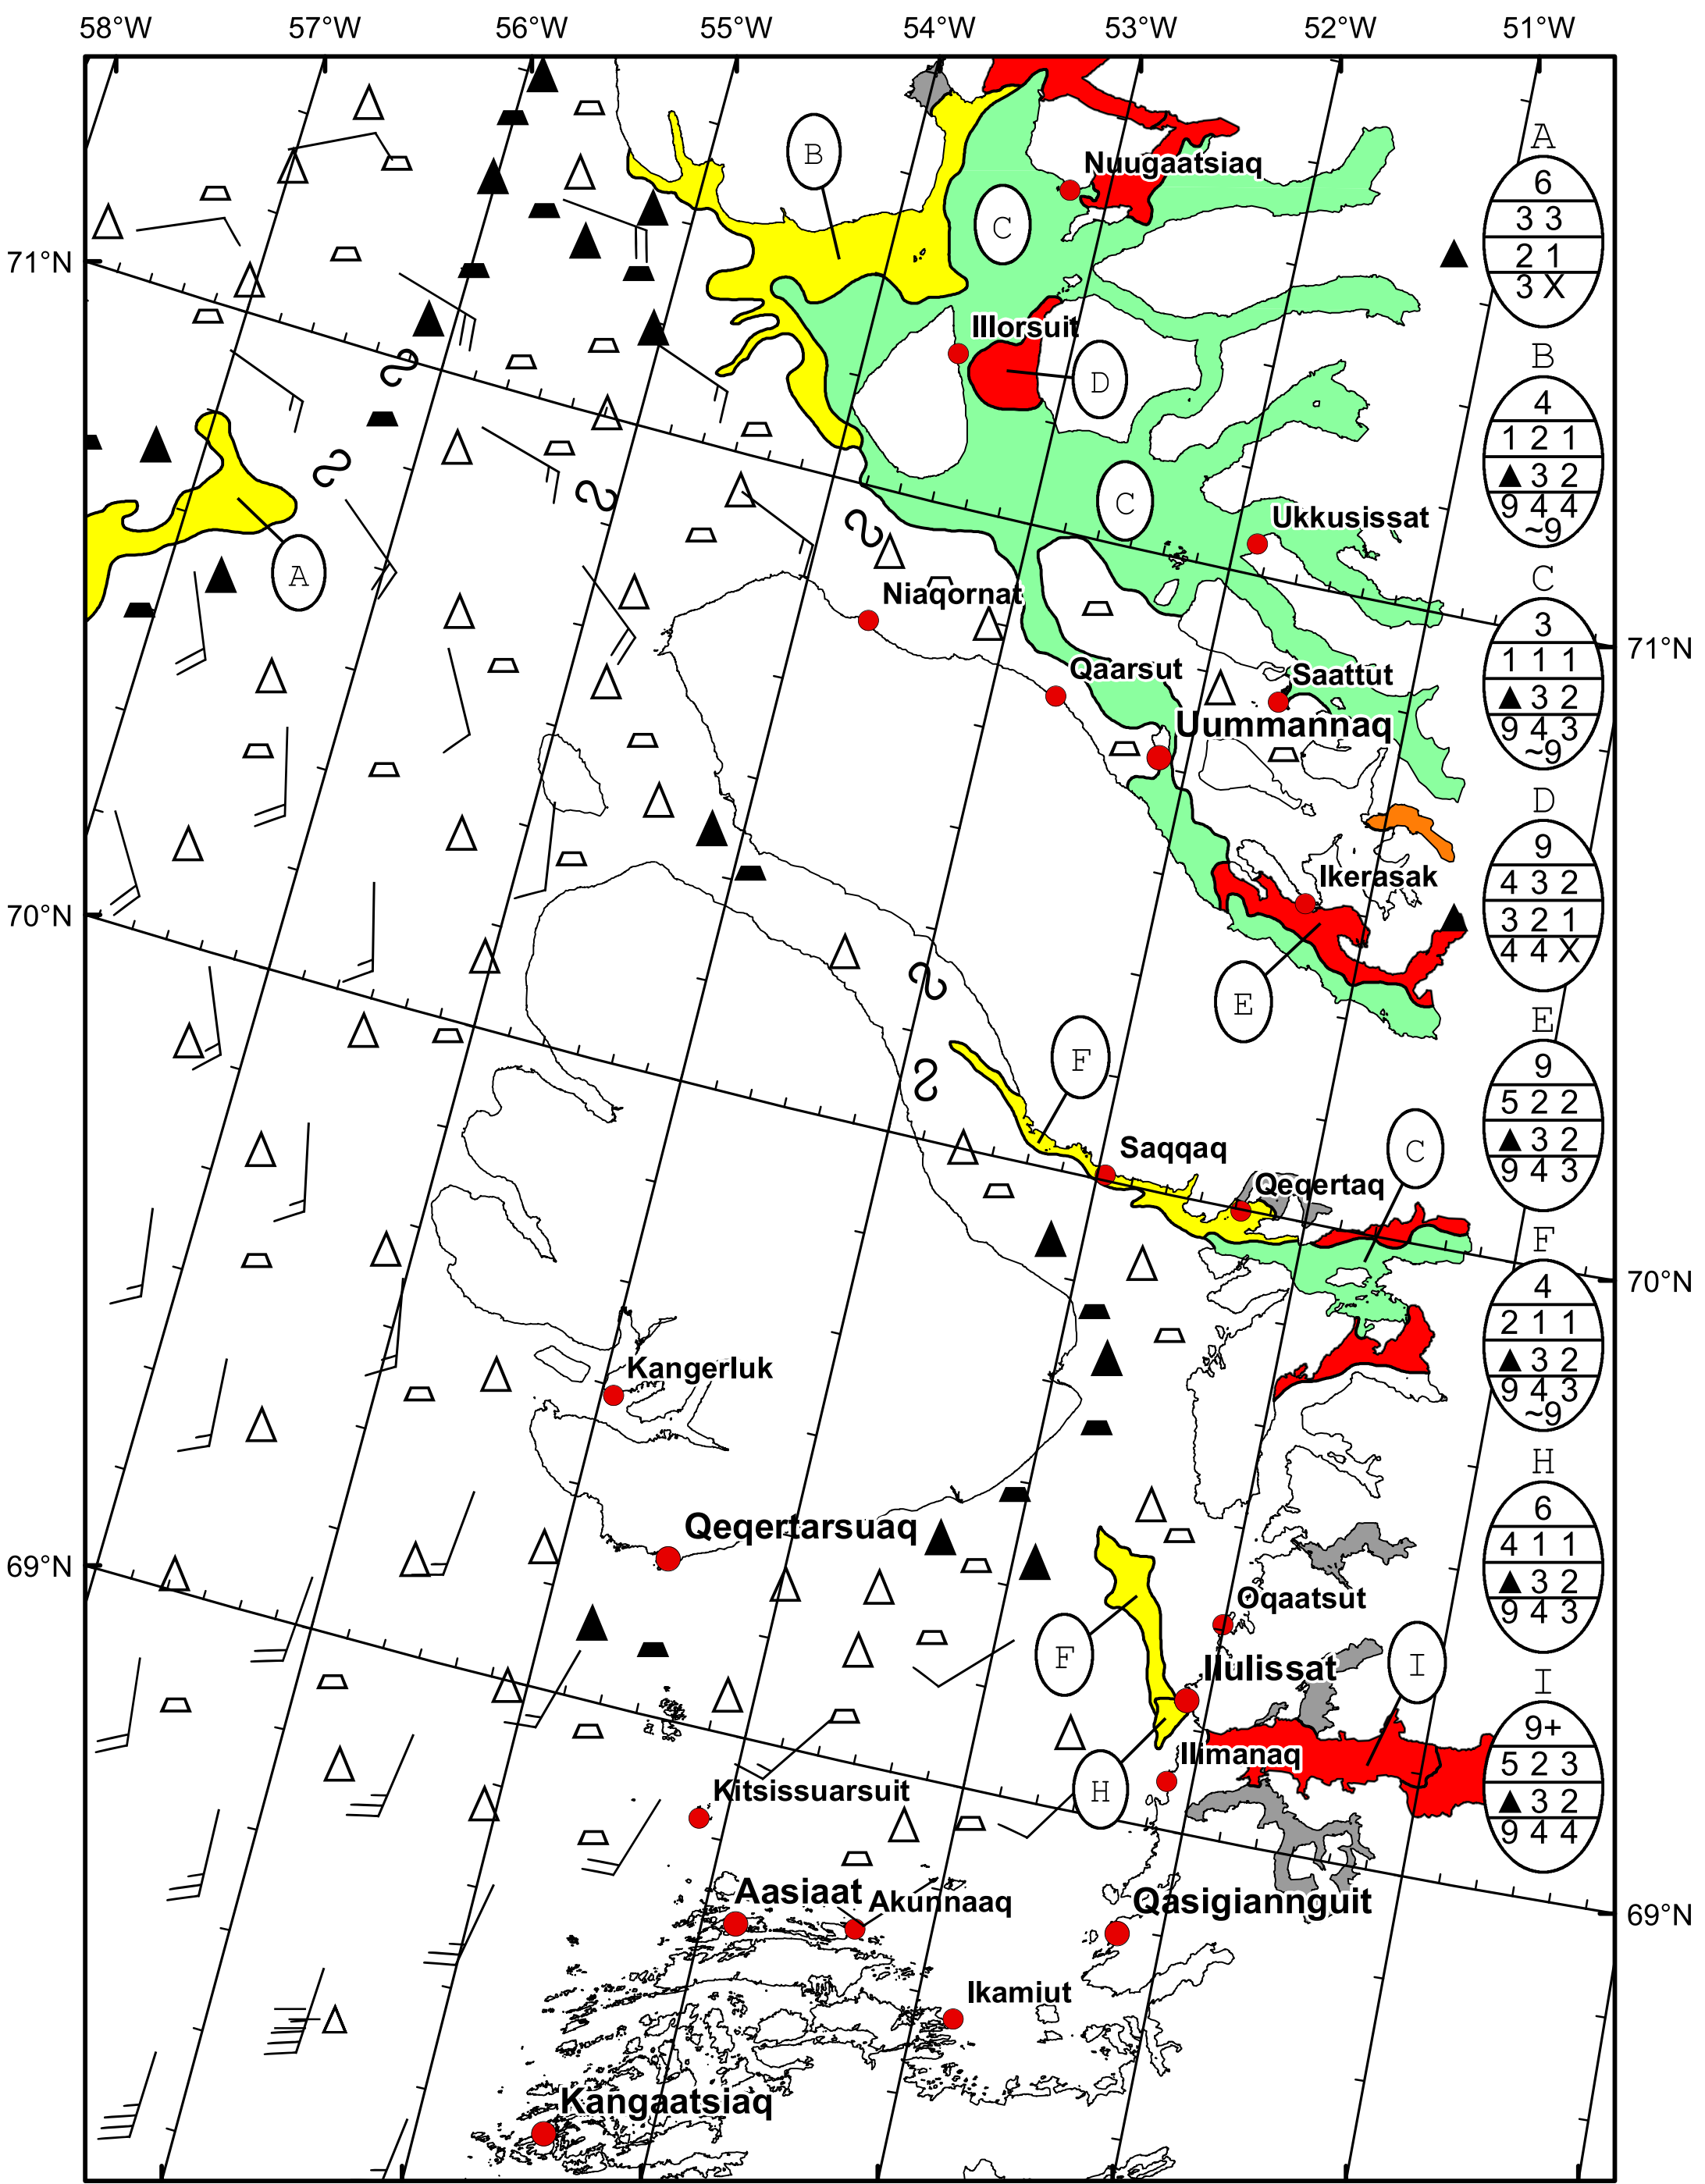 58°W 57°W 56°W 55°W 54°W 53°W 52°W 51°W
A
6
3 3
2 1
3 X
B
Nuugaatsiaq
C
71°N
Illorsuit
D
B
4
1 2 1
▲ 3 2
9 4 4
~9
C
Ukkusissat
A
C
3
1 1 1
▲ 3 2
9 4 3
~9
Niaqornat
71°N
Qaarsut
Saattut
Uummannaq
D
9
4 3 2
3 2 1
4 4 X
Ikerasak
70°N
E
E
9
5 2 2
▲ 3 2
9 4 3
F
Saqqaq
C
Qeqertaq
F
4
2 1 1
▲ 3 2
9 4 3
~9
70°N
Kangerluk
H
6
4 1 1
▲ 3 2
9 4 3
Qeqertarsuaq
69°N
Oqaatsut
F
Ilulissat
I
I
9+
5 2 3
▲ 3 2
9 4 4
Ilimanaq
H
Kitsissuarsuit
Aasiaat
Akunnaaq
Qasigiannguit
69°N
Ikamiut
Kangaatsiaq